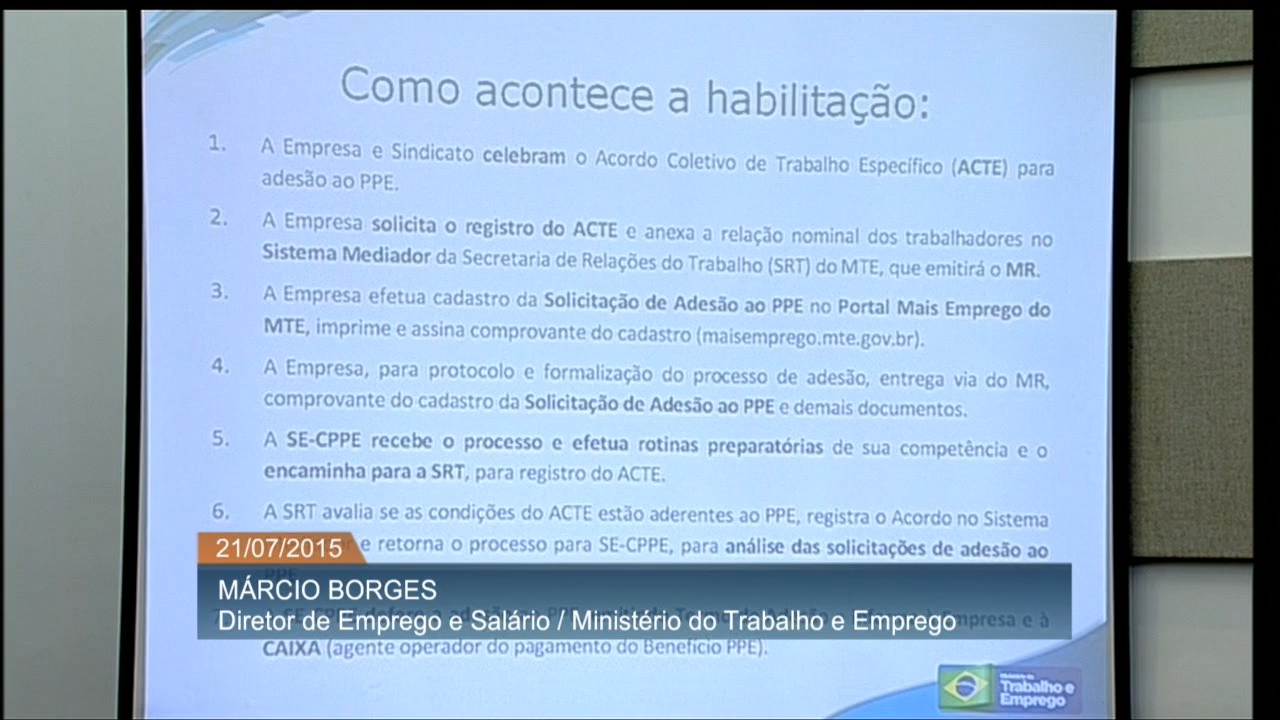 Como acontece a habilitação:
1. A Empresa e Sindicato celebram o Acordo Coletivo de Trabalho Específico (ACTE) para
adesão ao PPE.
2. A Empresa solicita o registro do ACTE e anexa a relação nominal dos trabalhadores no
Sistema Mediador da Secretaria de Relações do Trabalho (SRT) do MTE, que emitirá o MR.
3. A Empresa efetua cadastro da Solicitação de Adesão ao PPE no Portal Mais Emprego do
MTE, imprime e assina comprovante do cadastro (maisemprego.mte.gov.br).
4. A Empresa, para protocolo e formalização do processo de adesão, entrega via do MR,
comprovante do cadastro da Solicitação de Adesão ao PPE e demais documentos.
5. A SE-CPPE recebe o processo e efetua rotinas preparatórias de sua competência e o
encaminha para a SRT, para registro do ACTE.
6. A SRT avalia se as condições do ACTE estão aderentes ao PPE, registra o Acordo no Sistema
e retorna o processo para SE-CPPE, para análise das solicitações de adesão ao
21/07/2015
MÁRCIO BORGES
Diretor de Emprego e Salário / Ministério do Trabalho e Emprego
e à
CAIXA (agente operador do pagamento do Benefício PPE).
Trabalho e
Emprego